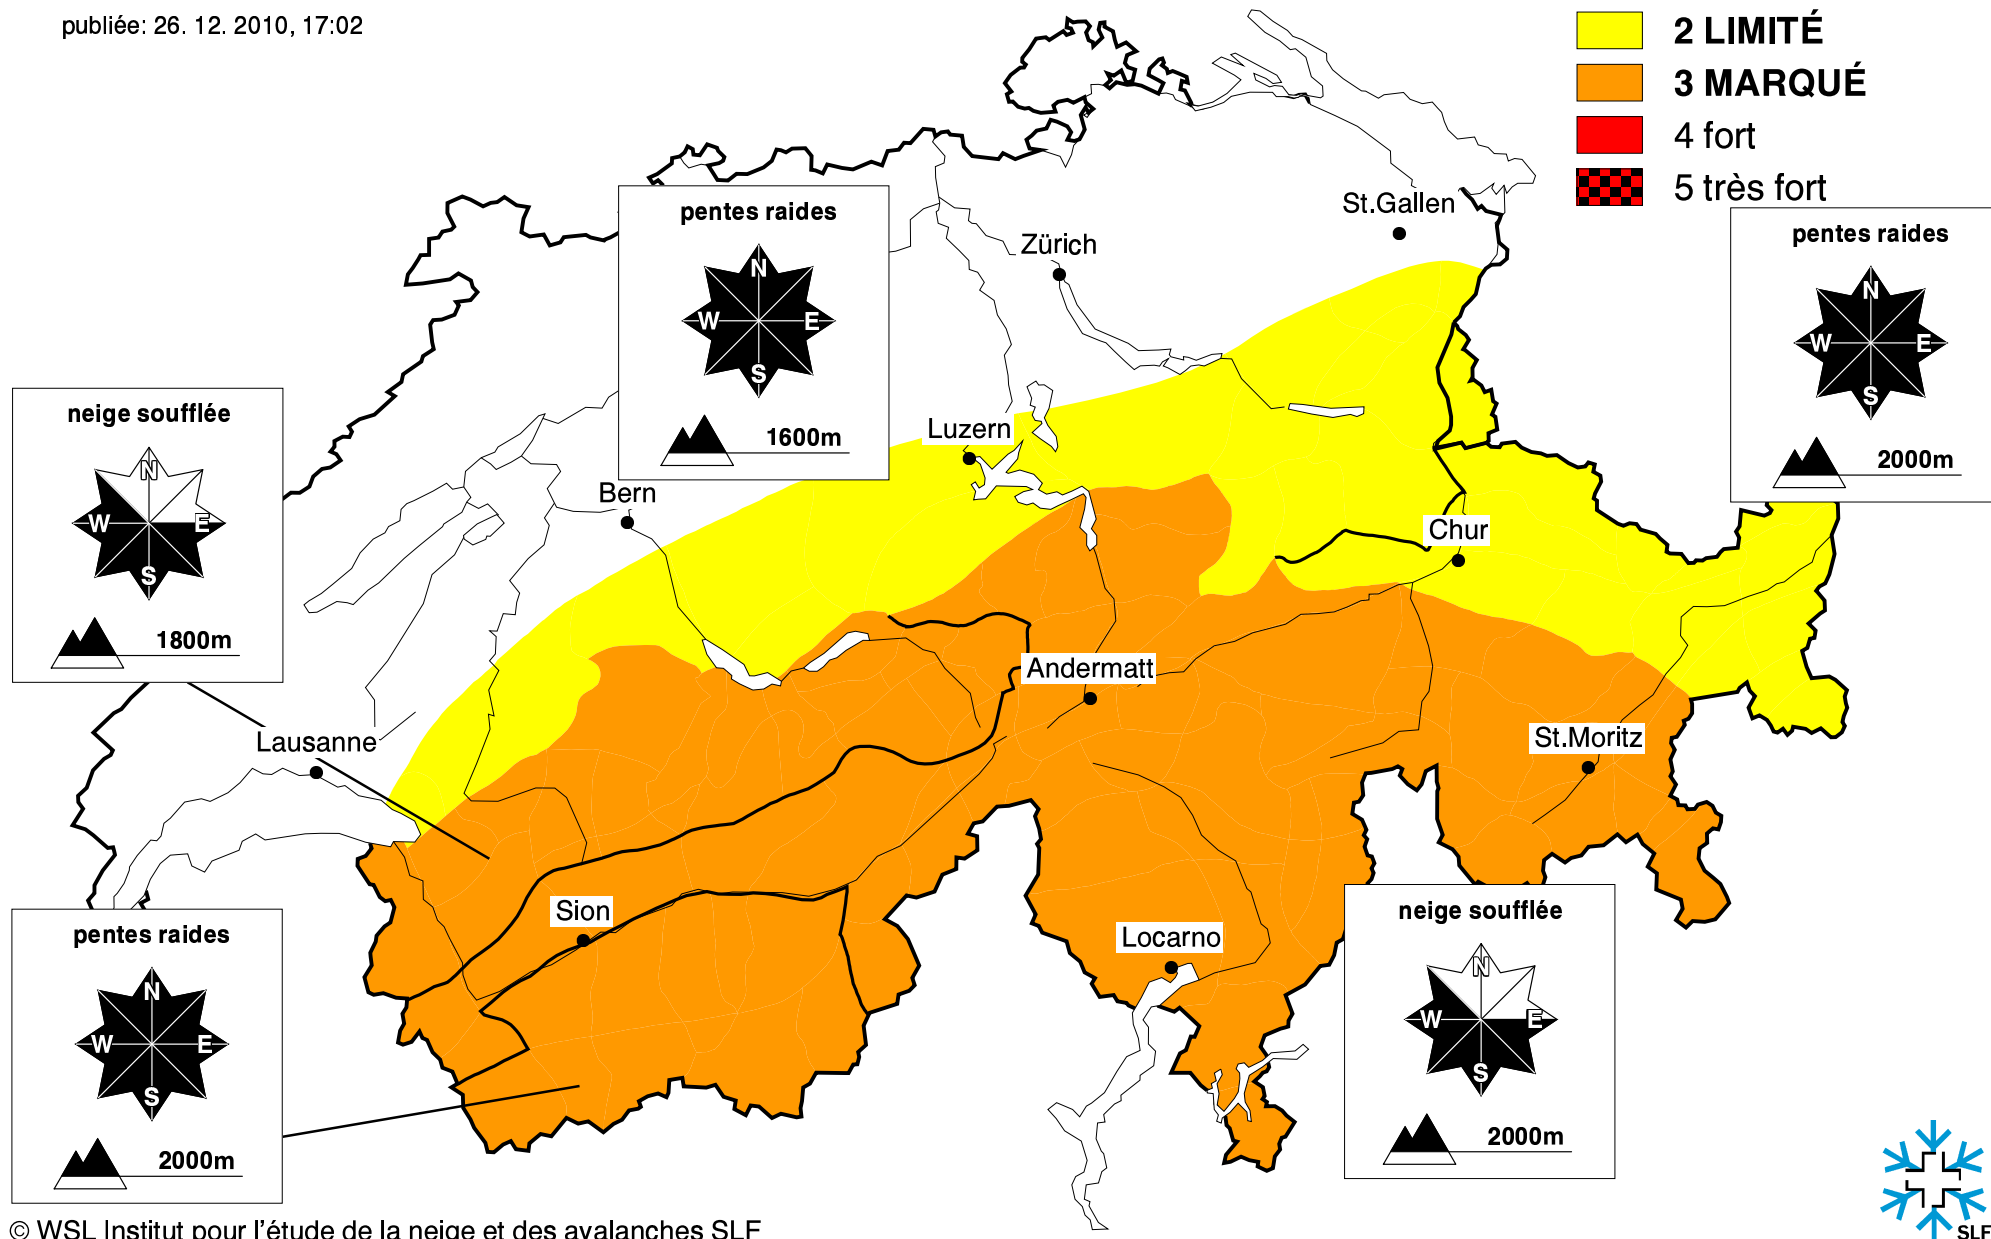 publiée: 26. 12. 2010, 17:02
2 LIMITÉ
3 MARQUÉ
4 fort
5 très fort
pentes raides
N
W E
S
1600m
St.Gallen
Zürich
pentes raides
N
W E
S
2000m
neige soufflée
N
W E
S
1800m
Luzern
Bern
Chur
Andermatt
Lausanne
St.Moritz
Sion
Locarno
pentes raides
N
W E
S
2000m
neige soufflée
N
W E
S
2000m
SLF
© WSL Institut pour l'étude de la neige et des avalanches SLF